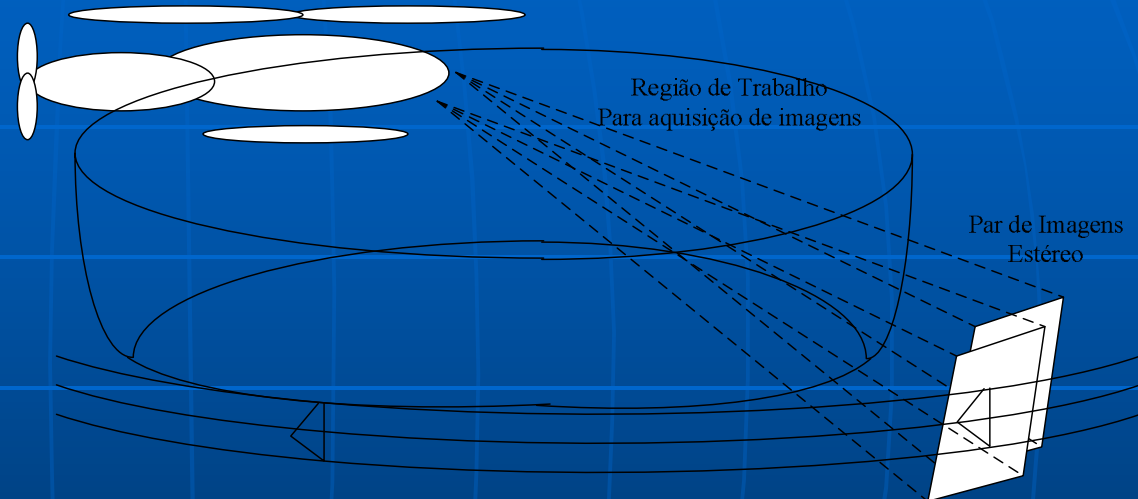 Região de Trabalho
Para aquisição de imagens
Par de Imagens
Estéreo